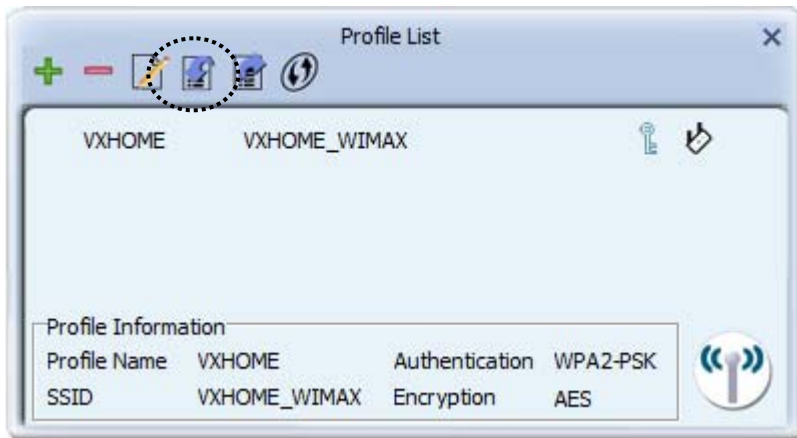 Profile List
VXHOME VXHOME_WIMAX
Profile Information
Profile Name VXHOME Authentication WPA2-PSK
SSID VXHOME_WIMAX Encryption AES